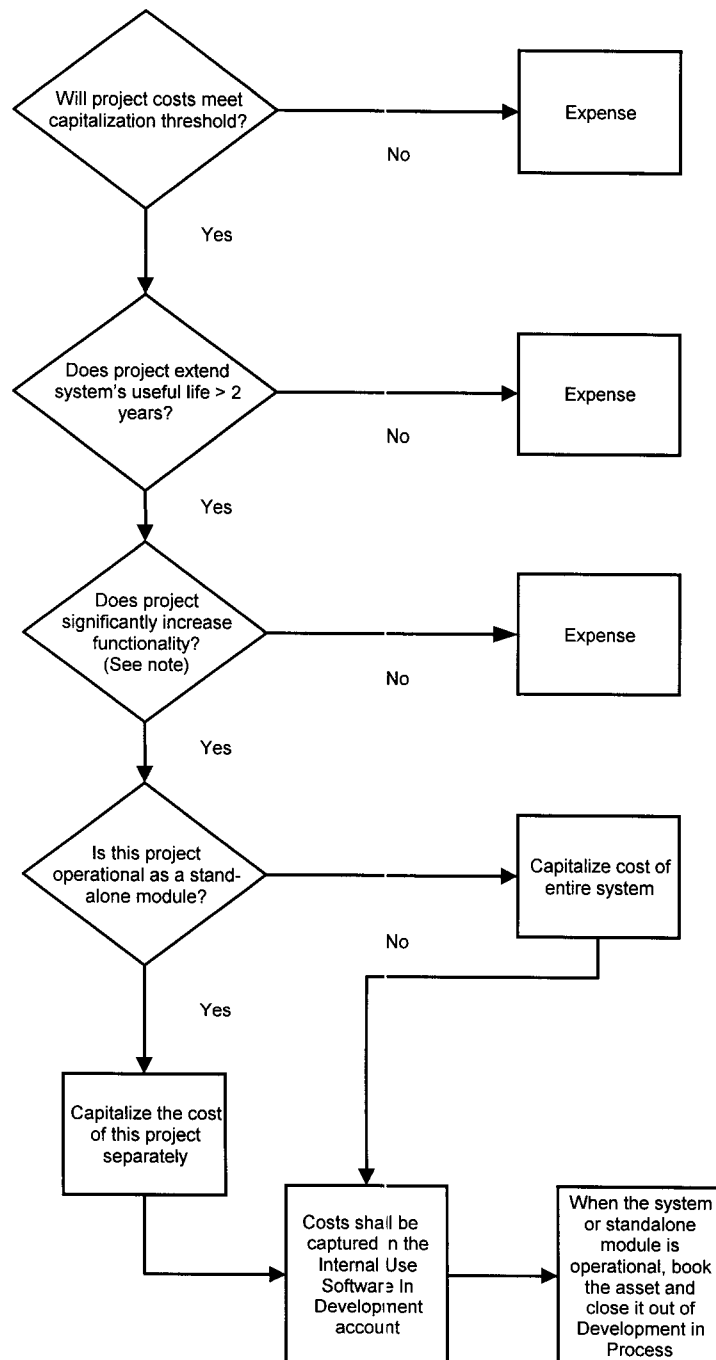 Will project costs meet
capitalization threshold?
Expense
No
Yes
Does project extend
system's useful life > 2
years?
Expense
No
Yes
Does project
significantly increase
functionality?
(See note)
Expense
No
Yes
Is this project
operational as a stand-
alone module?
Capitalize cost of
entire system
No
Yes
Capitalize the cost
of this project
separately
Costs shall be
captured in the
Internal Use
Software In
Development
account
When the system
or standalone
module is
operational, book
the asset and
close it out of
Development in
Process